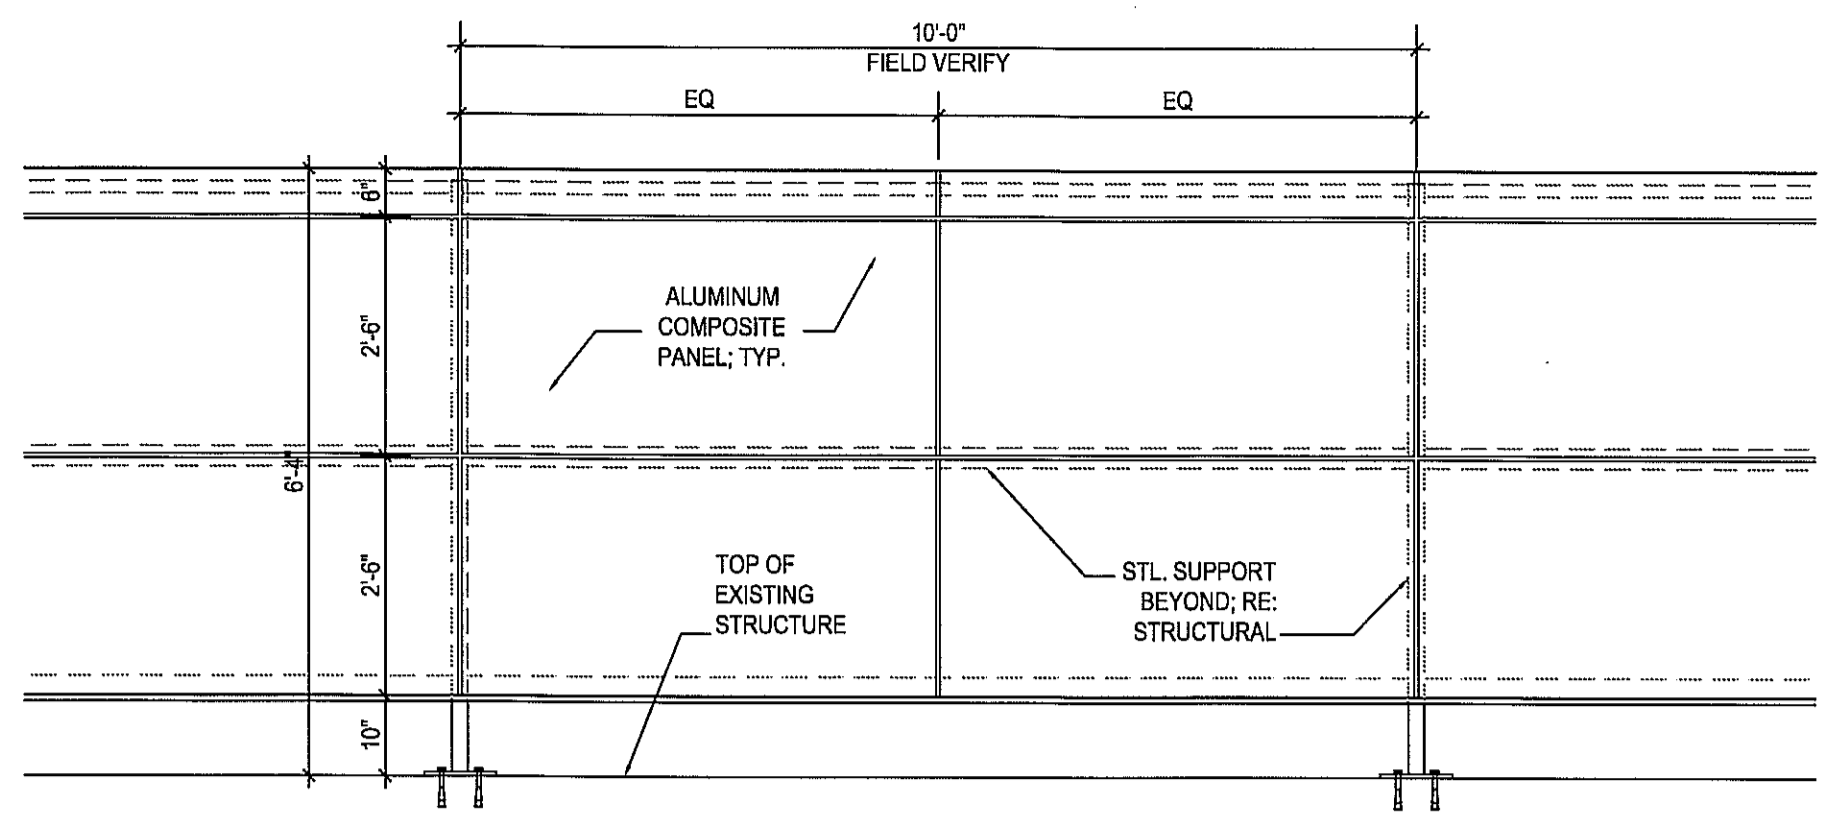 10'-0"
FIELD VERIFY
EQ
EQ
6"
ALUMINUM
COMPOSITE
PANEL; TYP.
2'-6"
6'-4"
TOP OF
EXISTING
STRUCTURE
STL. SUPPORT
BEYOND; RE:
STRUCTURAL
2'-6"
10"